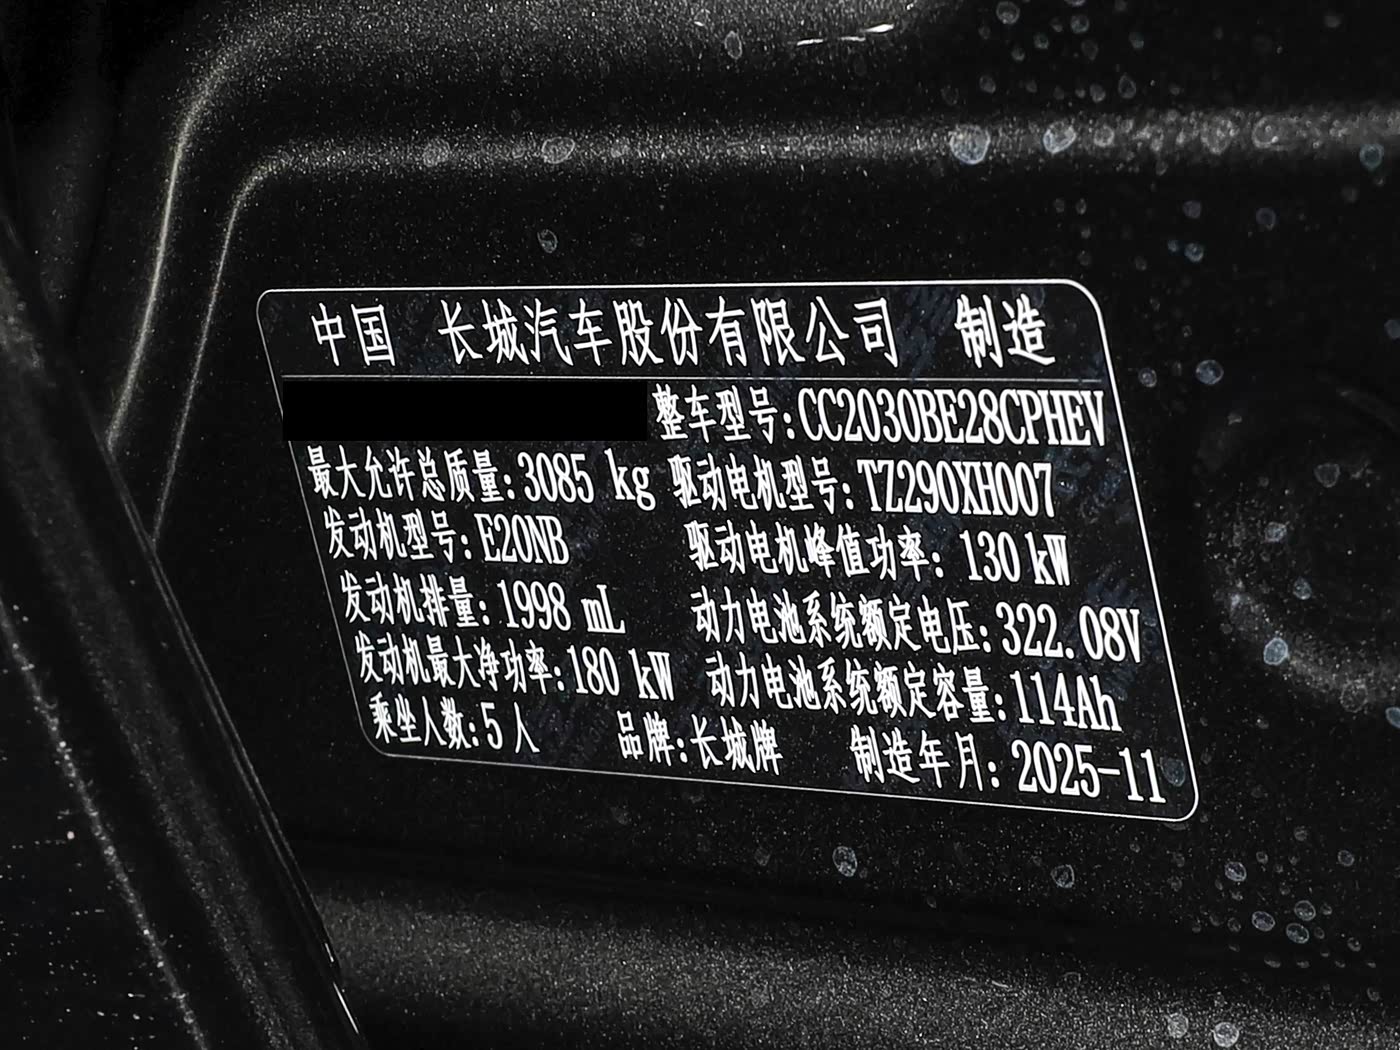 中国 长城汽车股份有限公司 制造
整车型号:CC2030BE28CPHEV
最大允许总质量:3085 kg 驱动电机型号:TZ290XH007
发动机型号:E20NB 驱动电机峰值功率:130 kW
发动机排量:1998 mL 动力电池系统额定电压:322.08V
发动机最大净功率:180 kW 动力电池系统额定容量:114Ah
乘坐人数:5人 品牌:长城牌 制造年月:2025-11